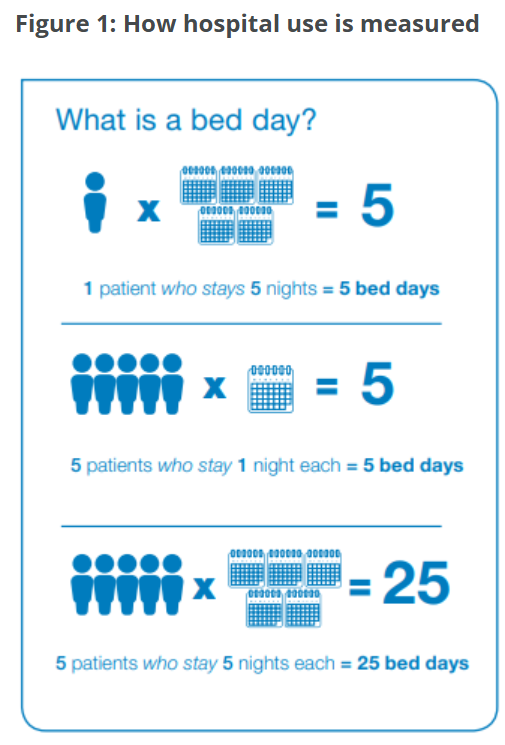 Figure 1: How hospital use is measured
What is a bed day?
x = 5
1 patient who stays 5 nights = 5 bed days
x = 5
5 patients who stay 1 night each = 5 bed days
x = 25
5 patients who stay 5 nights each = 25 bed days